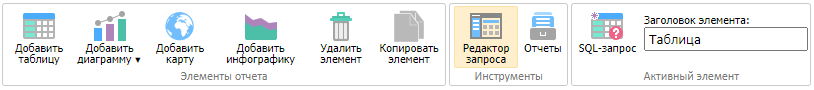 Добавить таблицу
Добавить диаграмму
Добавить карту
Добавить инфографику
Удалить элемент
Копировать элемент
Элементы отчета
Редактор запроса
Отчеты
Инструменты
SQL-запрос
Заголовок элемента:
Таблица
Активный элемент